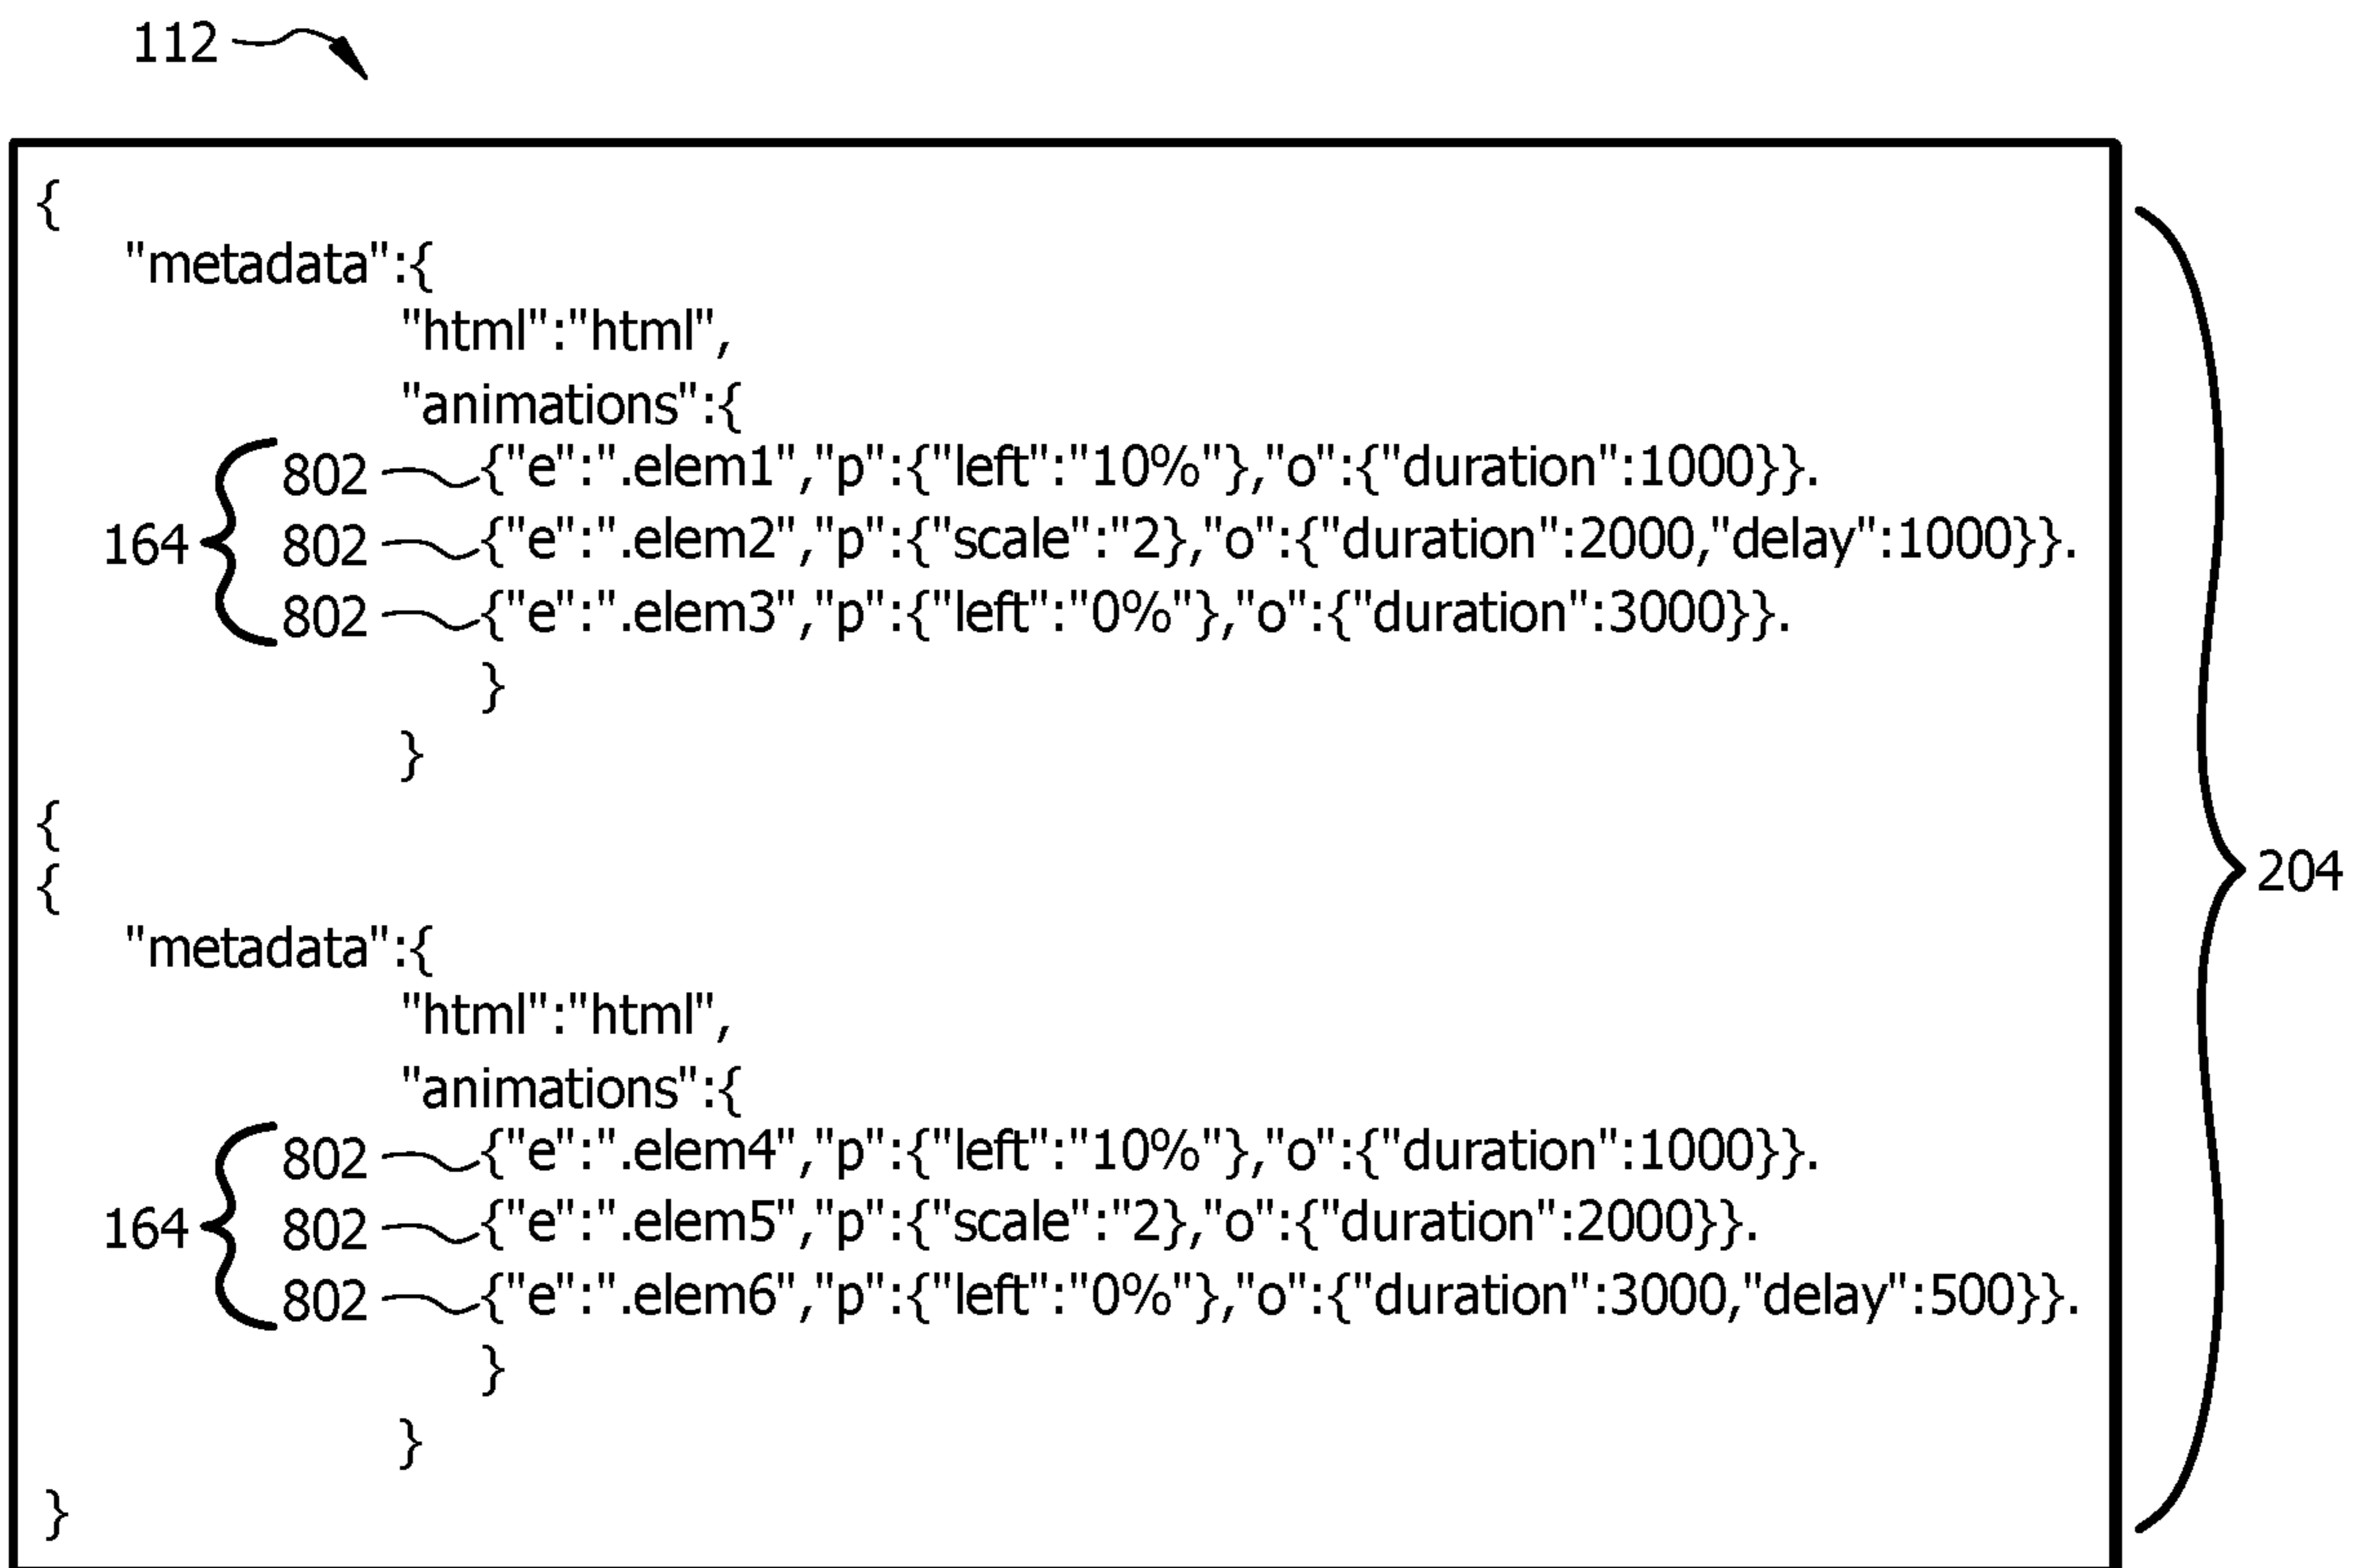 112
{
"metadata":{
"html":"html",
"animations":{
802 {"e":".elem1","p":{"left":"10%"},"o":{"duration":1000}}.
164 802 {"e":".elem2","p":{"scale":"2},"o":{"duration":2000,"delay":1000}}.
802 {"e":".elem3","p":{"left":"0%"},"o":{"duration":3000}}.
}
}
{
{
204
"metadata":{
"html":"html",
"animations":{
802 {"e":".elem4","p":{"left":"10%"},"o":{"duration":1000}}.
164 802 {"e":".elem5","p":{"scale":"2},"o":{"duration":2000}}.
802 {"e":".elem6","p":{"left":"0%"},"o":{"duration":3000,"delay":500}}.
}
}
}